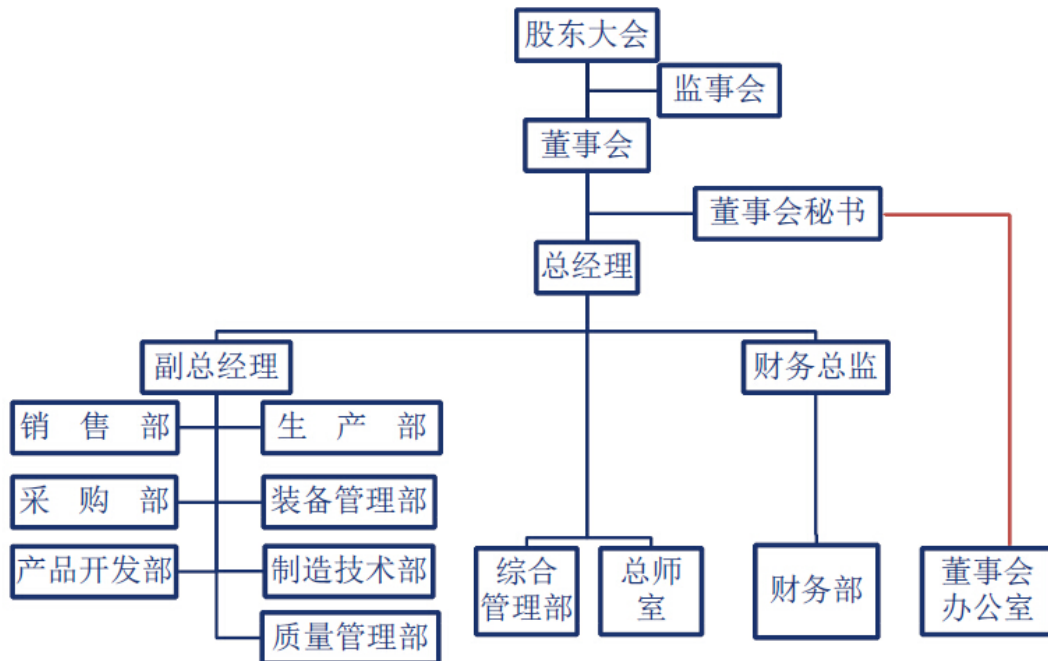 股东大会
监事会
董事会
董事会秘书
总经理
副总经理
财务总监
销 售 部
生 产 部
采 购 部
装备管理部
产品开发部
制造技术部
质量管理部
综合
管理部
总师
室
财务部
董事会
办公室